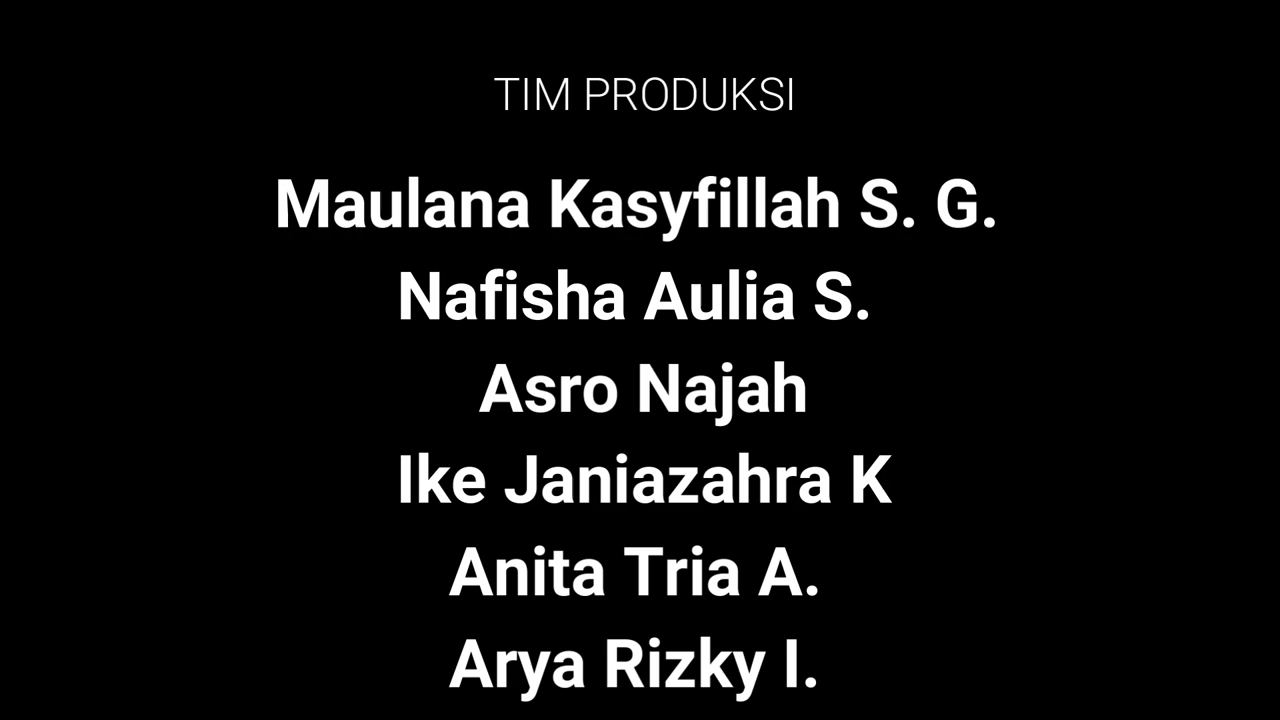 TIM PRODUKSI
Maulana Kasyfillah S. G.
Nafisha Aulia S.
Asro Najah
Ike Janiazahra K
Anita Tria A.
Arya Rizky I.